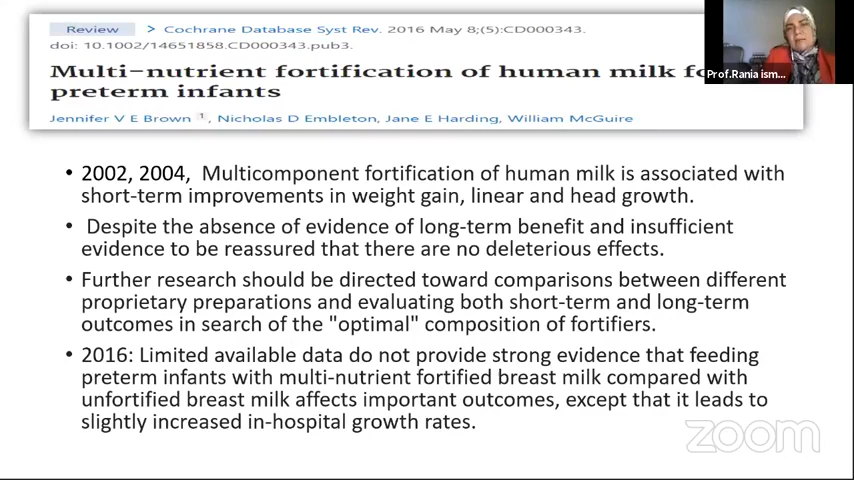 Review > Cochrane Database Syst Rev. 2016 May 8;(5):CD000343.
doi: 10.1002/14651858.CD000343.pub3.
Multi-nutrient fortification of human milk fo
preterm infants
Jennifer V E Brown 1, Nicholas D Embleton, Jane E Harding, William McGuire
Prof.Rania ism...
• 2002, 2004, Multicomponent fortification of human milk is associated with
short-term improvements in weight gain, linear and head growth.
• Despite the absence of evidence of long-term benefit and insufficient
evidence to be reassured that there are no deleterious effects.
• Further research should be directed toward comparisons between different
proprietary preparations and evaluating both short-term and long-term
outcomes in search of the "optimal" composition of fortifiers.
• 2016: Limited available data do not provide strong evidence that feeding
preterm infants with multi-nutrient fortified breast milk compared with
unfortified breast milk affects important outcomes, except that it leads to
slightly increased in-hospital growth rates.
zoom